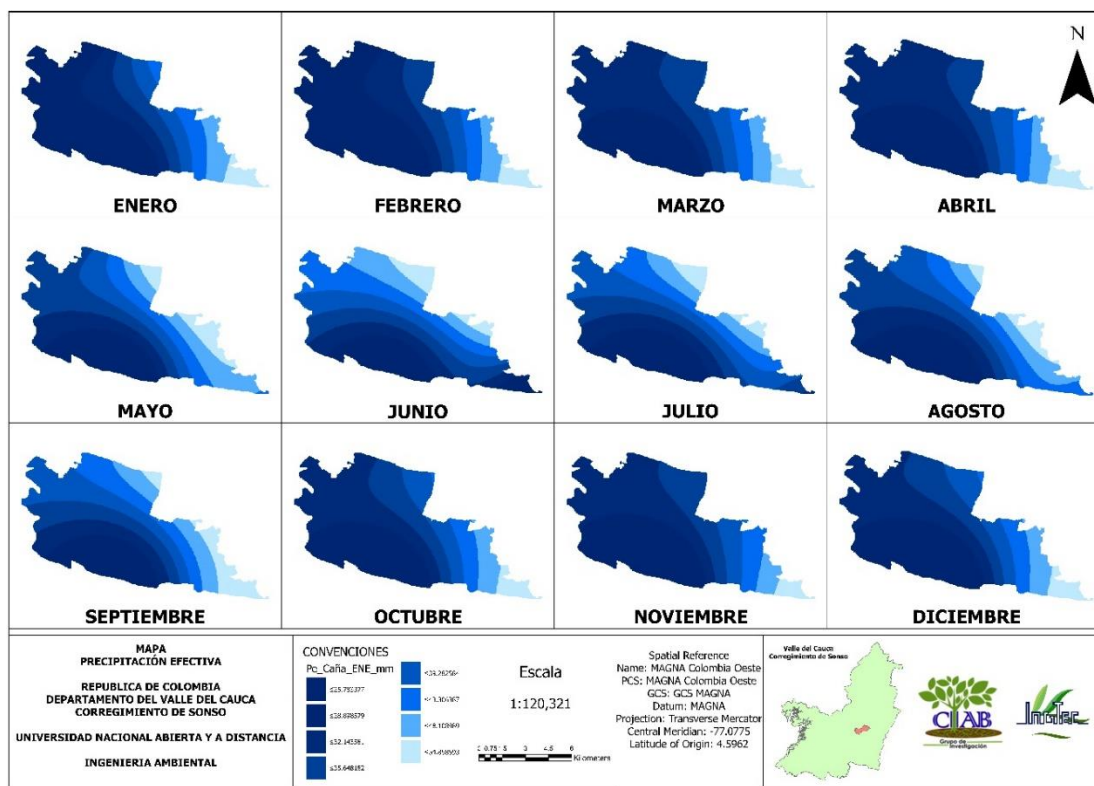 N
ENERO
FEBRERO
MARZO
ABRIL
MAYO
JUNIO
JULIO
AGOSTO
SEPTIEMBRE
OCTUBRE
NOVIEMBRE
DICIEMBRE
MAPA
PRECIPITACIÓN EFECTIVA
REPUBLICA DE COLOMBIA
DEPARTAMENTO DEL VALLE DEL CAUCA
CORREGIMIENTO DE SONSO
UNIVERSIDAD NACIONAL ABIERTA Y A DISTANCIA
INGENIERIA AMBIENTAL
CONVENCIONES
Escala
1:120,321
Kilometers
Spatial Reference
Name: MAGNA Colombia Oeste
PCS: MAGNA Colombia Oeste
GCS: GCS MAGNA
Datum: MAGNA
Projection: Transverse Mercator
Central Meridian: -77.0775
Latitude of Origin: 4.5962
Valle del Cauca
Corregimiento de Sonso
CIAB
Grupo de
Investigación